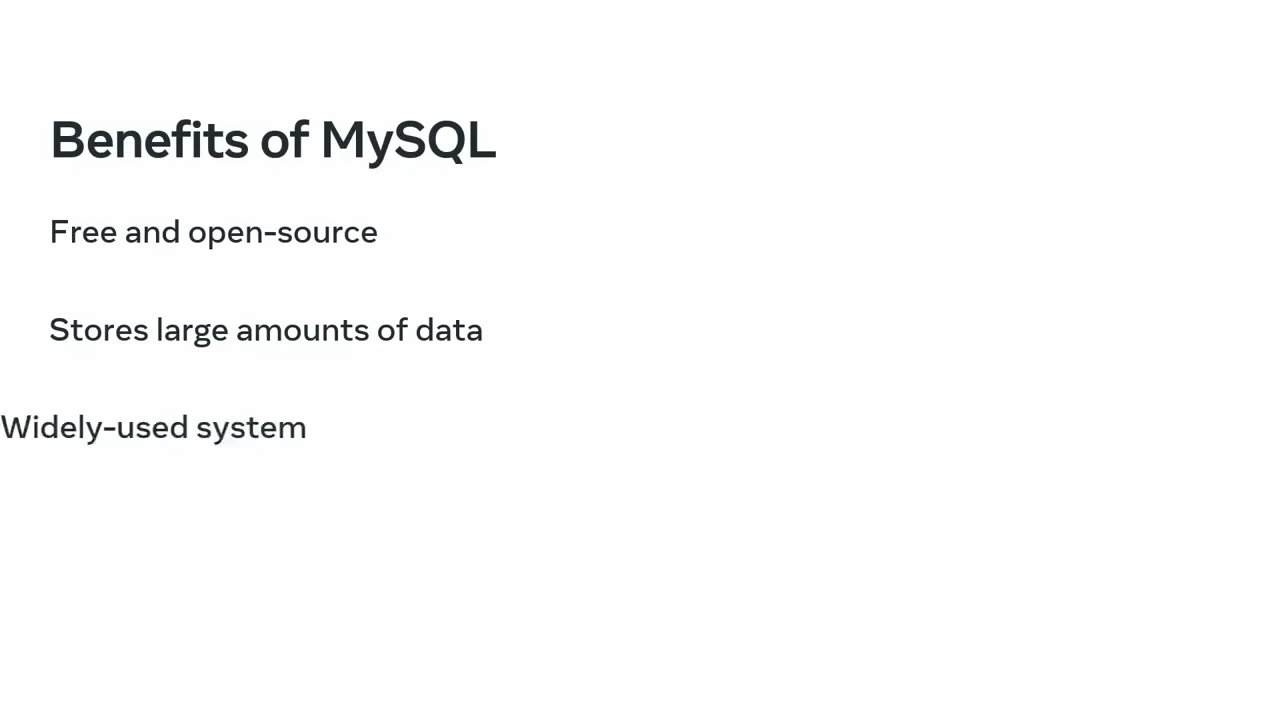 Benefits of MySQL
Free and open-source
Stores large amounts of data
Widely-used system